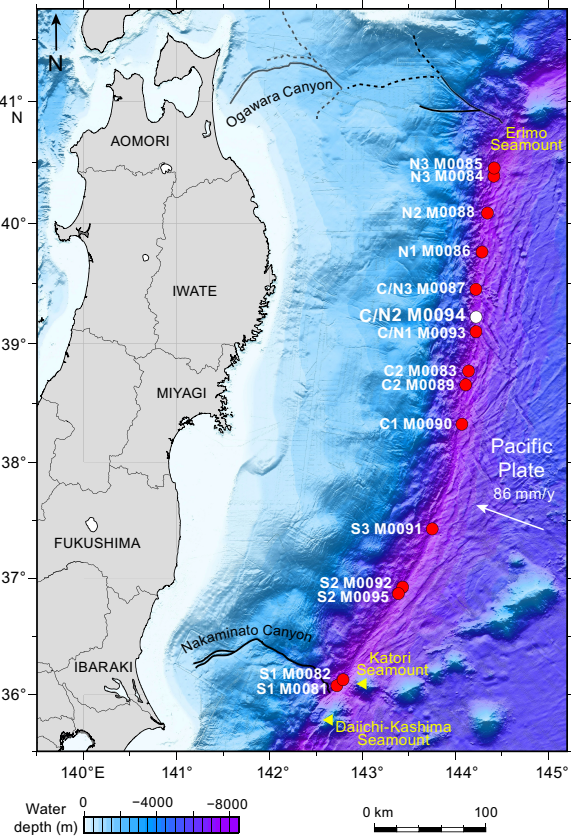 41°
N
40°
39°
38°
37°
36°
N
AOMORI
Ogawara Canyon
Erimo
Seamount
N3 M0085
N3 M0084
N2 M0088
N1 M0086
IWATE
C/N3 M0087
C/N2 M0094
C/N1 M0093
C2 M0083
C2 M0089
MIYAGI
C1 M0090
Pacific
Plate
86 mm/y
S3 M0091
FUKUSHIMA
S2 M0092
S2 M0095
Nakaminato Canyon
IBARAKI
Katori
Seamount
S1 M0082
S1 M0081
Daiichi-Kashima
Seamount
140°E 141° 142° 143° 144° 145°
Water
depth (m)
0 −4000 −8000
0 km 100